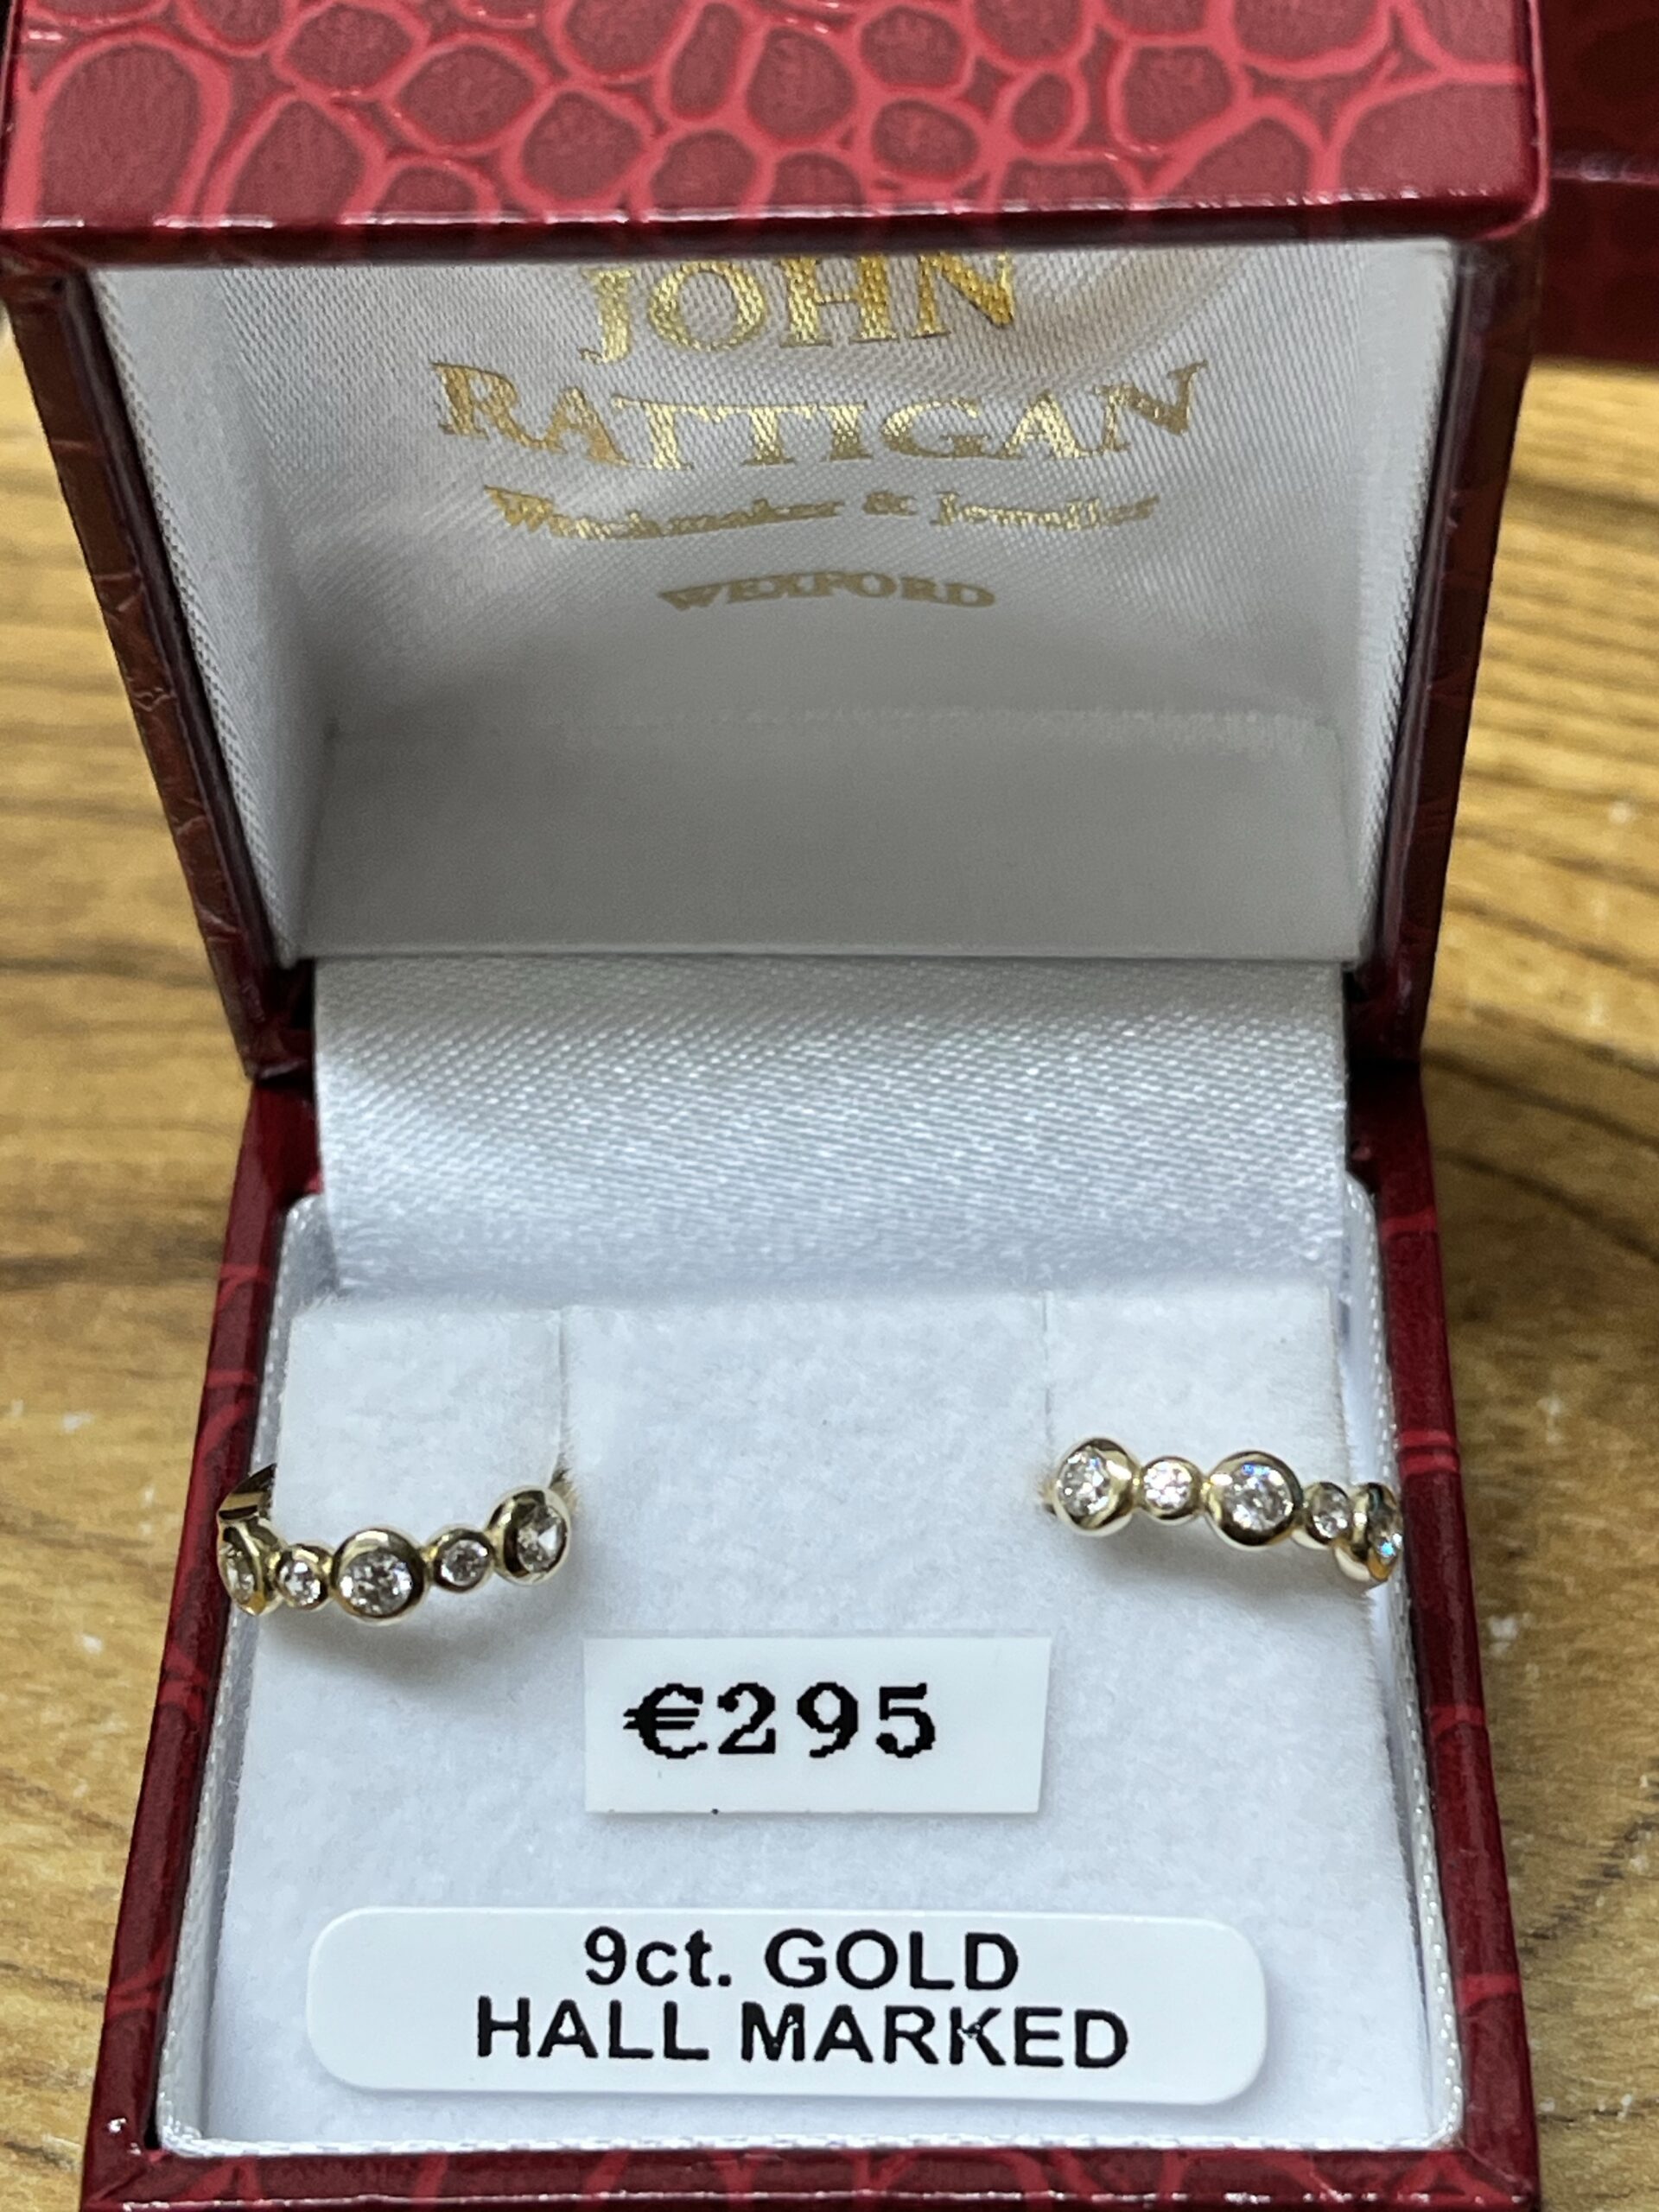 JOHN
RATTIGAN
Watchmaker & Jeweller
WEXFORD
€295
9ct. GOLD
HALL MARKED